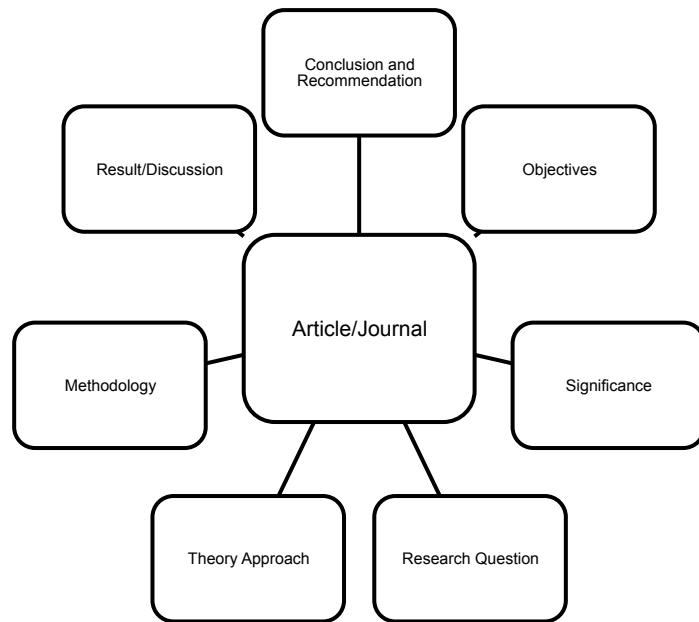 Conclusion and
Recommendation
Result/Discussion
Objectives
Article/Journal
Methodology
Significance
Theory Approach
Research Question